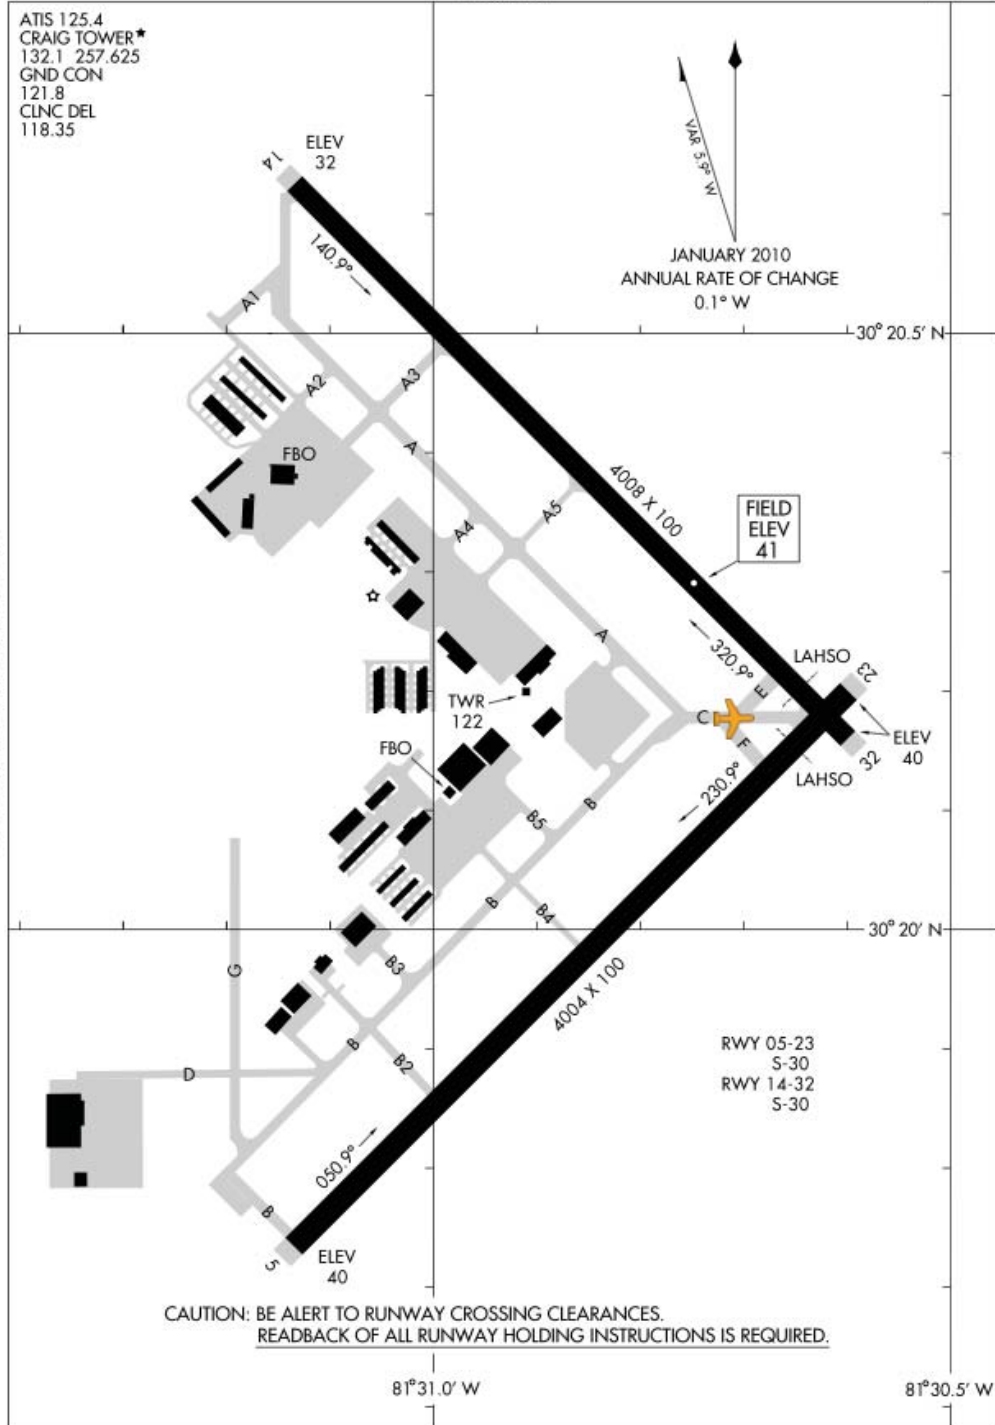 ATIS 125.4
CRAIG TOWER★
132.1 257.625
GND CON
121.8
CLNC DEL
118.35
14
ELEV
32
140.9°
VAR 5.9° W
JANUARY 2010
ANNUAL RATE OF CHANGE
0.1° W
30° 20.5' N
A1
A2
A3
FBO
A
4008 X 100
A4
A5
FIELD
ELEV
41
A
320.9°
LAHSO
23
E
TWR
122
C
F
ELEV
40
32
LAHSO
FBO
230.9°
B
B5
B
B4
30° 20' N
G
B3
4004 X 100
B
B2
D
RWY 05-23
S-30
RWY 14-32
S-30
050.9°
B
5
ELEV
40
CAUTION: BE ALERT TO RUNWAY CROSSING CLEARANCES.
READBACK OF ALL RUNWAY HOLDING INSTRUCTIONS IS REQUIRED.
81° 31.0' W
81° 30.5' W